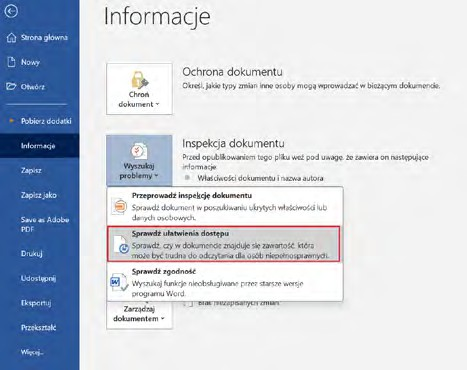 Informacje
Strona główna
Nowy
Otwórz
Pobierz dodatki
Informacje
Zapisz
Zapisz jako
Save as Adobe
PDF
Drukuj
Udostępnij
Eksportuj
Przekształć
Więcej...
Chroń
dokument
Ochrona dokumentu
Określ, jakie typy zmian inne osoby mogą wprowadzać w bieżącym dokumencie.
Wyszukaj
problemy
Inspekcja dokumentu
Przed opublikowaniem tego pliku weź pod uwagę, że zawiera on następujące
informacje:
Właściwości dokumentu i nazwa autora.
Przeprowadź inspekcję dokumentu
Sprawdź dokument w poszukiwaniu ukrytych właściwości lub
danych osobowych.
Sprawdź ułatwienia dostępu
Sprawdź, czy w dokumencie znajduje się zawartość, która
może być trudna do odczytania dla osób niepełnosprawnych.
Sprawdź zgodność
Wyszukaj funkcje nieobsługiwane przez starsze wersje
programu Word.
Zarządzaj
dokumentem
Brak niezapisanych zmian.